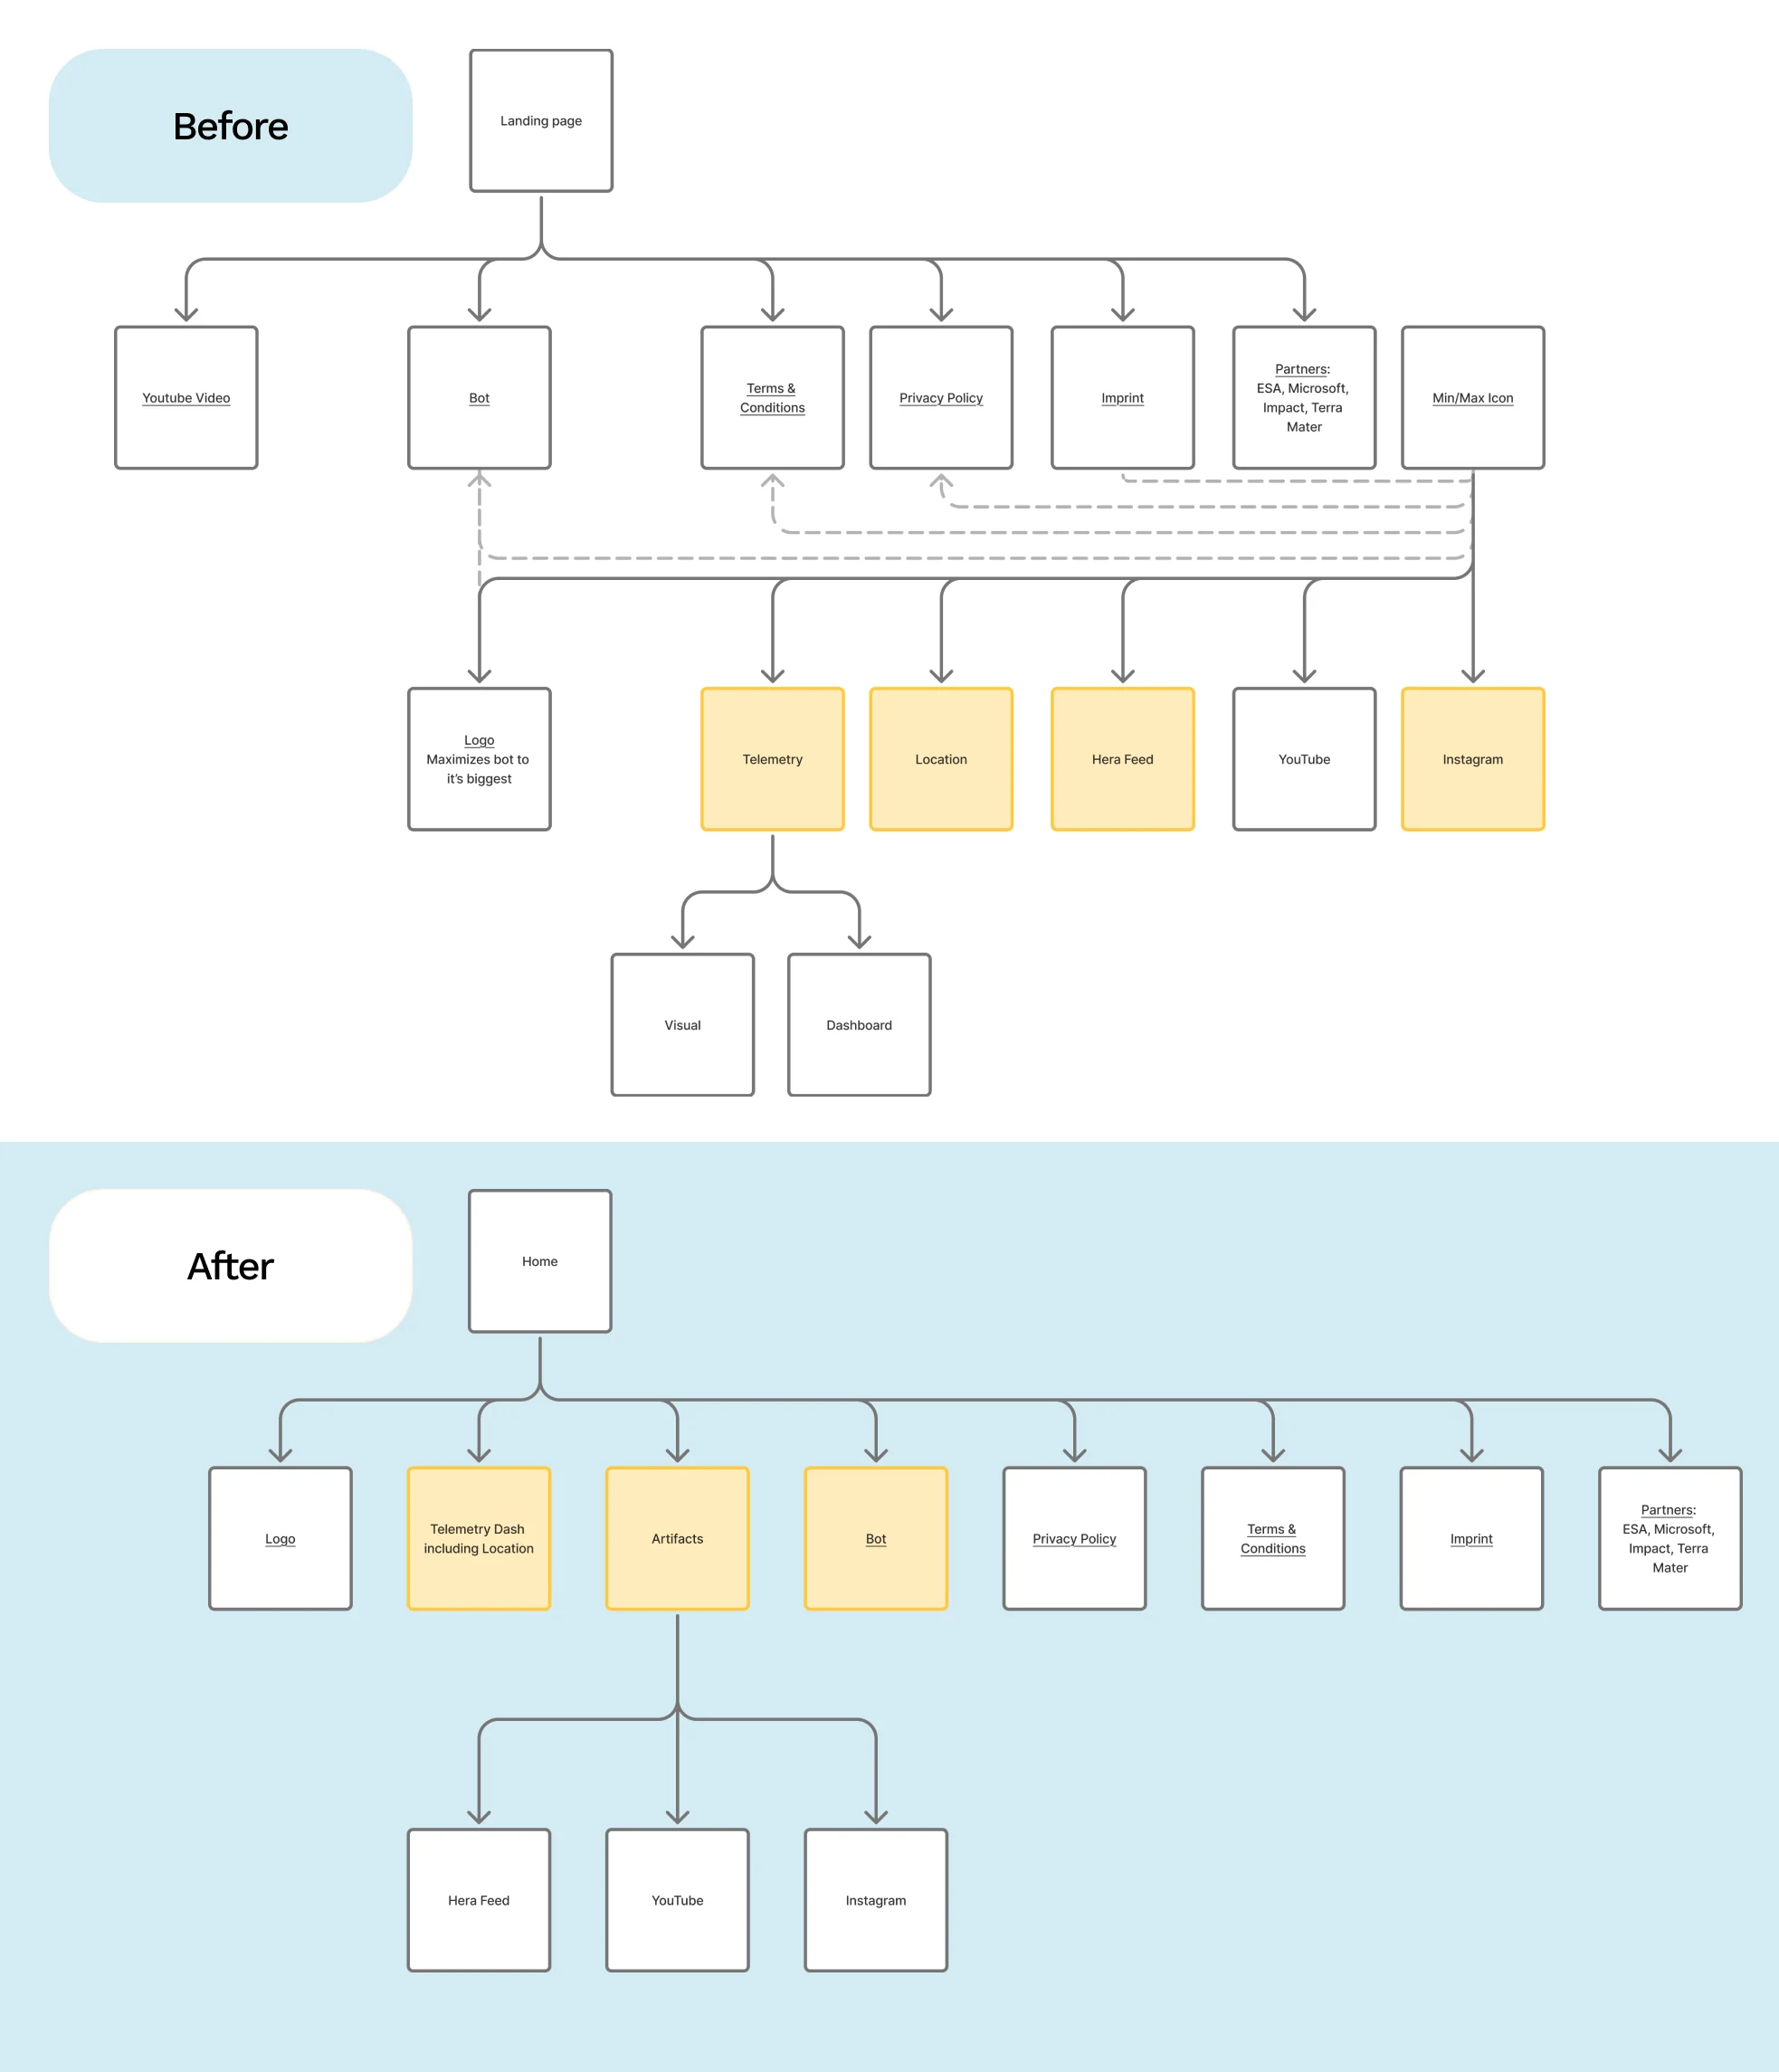 Before
Landing page
Youtube Video
Bot
Terms &
Conditions
Privacy Policy
Imprint
Partners:
ESA, Microsoft,
Impact, Terra
Mater
Min/Max Icon
Logo
Maximizes bot to
it’s biggest
Telemetry
Location
Hera Feed
YouTube
Instagram
Visual
Dashboard
After
Home
Logo
Telemetry Dash
including Location
Artifacts
Bot
Privacy Policy
Terms &
Conditions
Imprint
Partners:
ESA, Microsoft,
Impact, Terra
Mater
Hera Feed
YouTube
Instagram